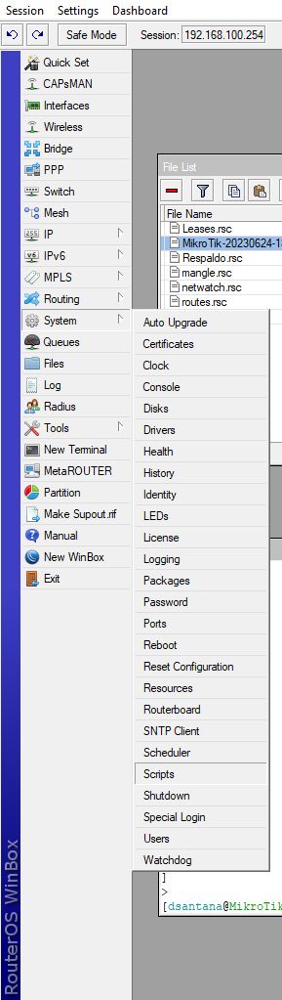 Session Settings Dashboard
Safe Mode Session: 192.168.100.254
Quick Set
CAPsMAN
Interfaces
Wireless
Bridge
PPP
Switch
Mesh
IP
IPv6
MPLS
Routing
System
Queues
Files
Log
Radius
Tools
New Terminal
MetaROUTER
Partition
Make Supout.rif
Manual
New WinBox
Exit
File List
File Name
Leases.rsc
MikroTik-20230624-1
Respaldo.rsc
mangle.rsc
netwatch.rsc
routes.rsc
Auto Upgrade
Certificates
Clock
Console
Disks
Drivers
Health
History
Identity
LEDs
License
Logging
Packages
Password
Ports
Reboot
Reset Configuration
Resources
Routerboard
SNTP Client
Scheduler
Scripts
Shutdown
Special Login
Users
Watchdog
]
>
[dsantana@MikroTik
RouterOS WinBox